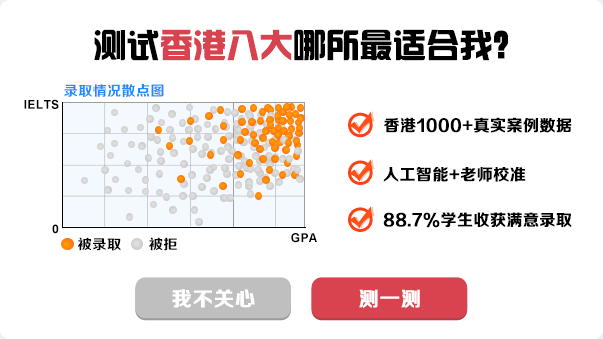 测试香港八大哪所最适合我?
录取情况散点图
IELTS
0
GPA
被录取
被拒
香港1000+真实案例数据
人工智能+老师校准
88.7%学生收获满意录取
我不关心
测一测